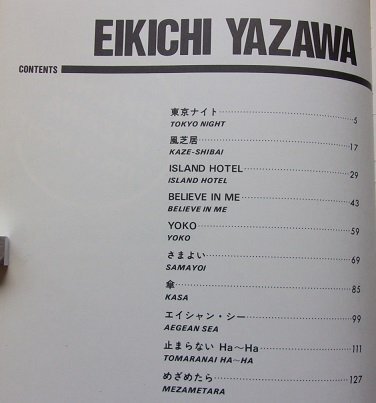 EIKICHI YAZAWA
CONTENTS
東京ナイト 5
TOKYO NIGHT
風芝居 17
KAZE-SHIBAI
ISLAND HOTEL 29
ISLAND HOTEL
BELIEVE IN ME 43
BELIEVE IN ME
YOKO 59
YOKO
さまよい 69
SAMAYOI
傘 85
KASA
エイシャン・シー 99
AEGEAN SEA
止まらない Ha〜Ha 111
TOMARANAI HA〜HA
めざめたら 127
MEZAMETARA